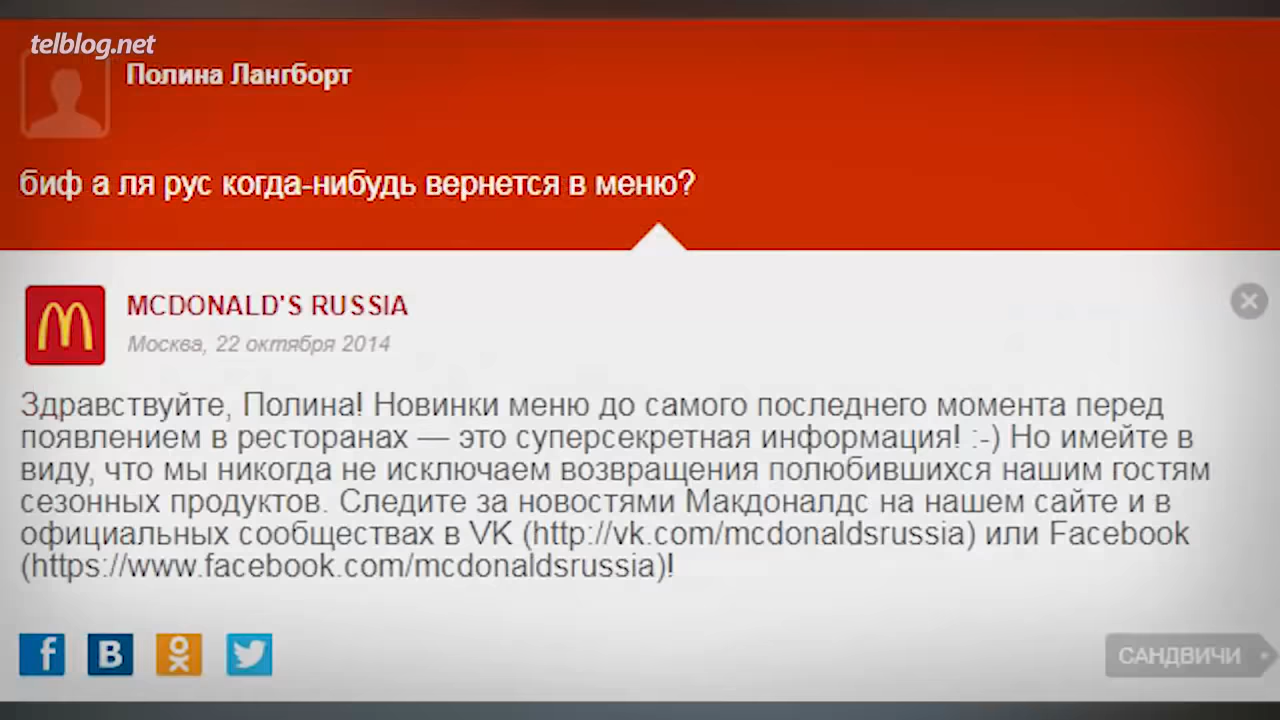 telblog.net
Полина Лангборт
биф а ля рус когда-нибудь вернется в меню?
MCDONALD'S RUSSIA
Москва, 22 октября 2014
Здравствуйте, Полина! Новинки меню до самого последнего момента перед
появлением в ресторанах — это суперсекретная информация! :-) Но имейте в
виду, что мы никогда не исключаем возвращения полюбившихся нашим гостям
сезонных продуктов. Следите за новостями Макдоналдс на нашем сайте и в
официальных сообществах в VK (http://vk.com/mcdonaldsrussia) или Facebook
(https://www.facebook.com/mcdonaldsrussia)!
САНДВИЧИ